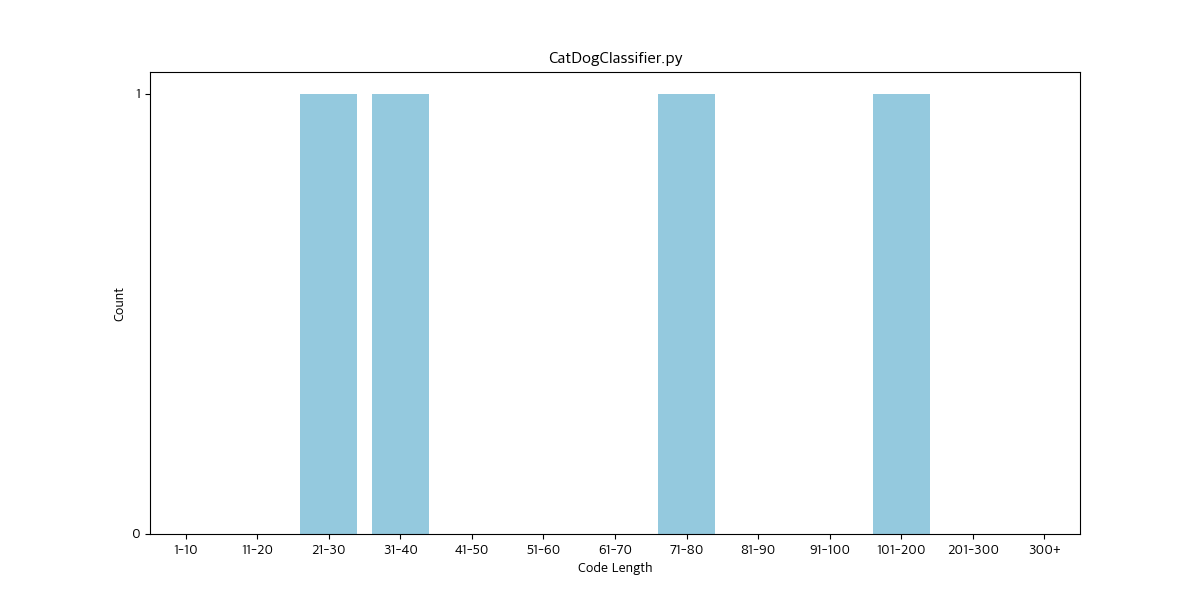 CatDogClassifier.py
1
Count
0
1-10 11-20 21-30 31-40 41-50 51-60 61-70 71-80 81-90 91-100 101-200 201-300 300+
Code Length